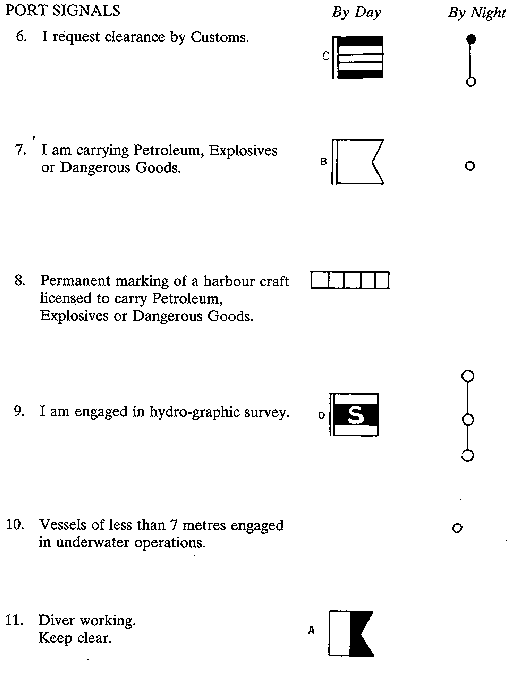 PORT SIGNALS By Day By Night
6. I request clearance by Customs.
C
7. I am carrying Petroleum, Explosives
or Dangerous Goods.
B
8. Permanent marking of a harbour craft
licensed to carry Petroleum,
Explosives or Dangerous Goods.
9. I am engaged in hydro-graphic survey.
D S
10. Vessels of less than 7 metres engaged
in underwater operations.
11. Diver working.
Keep clear.
A